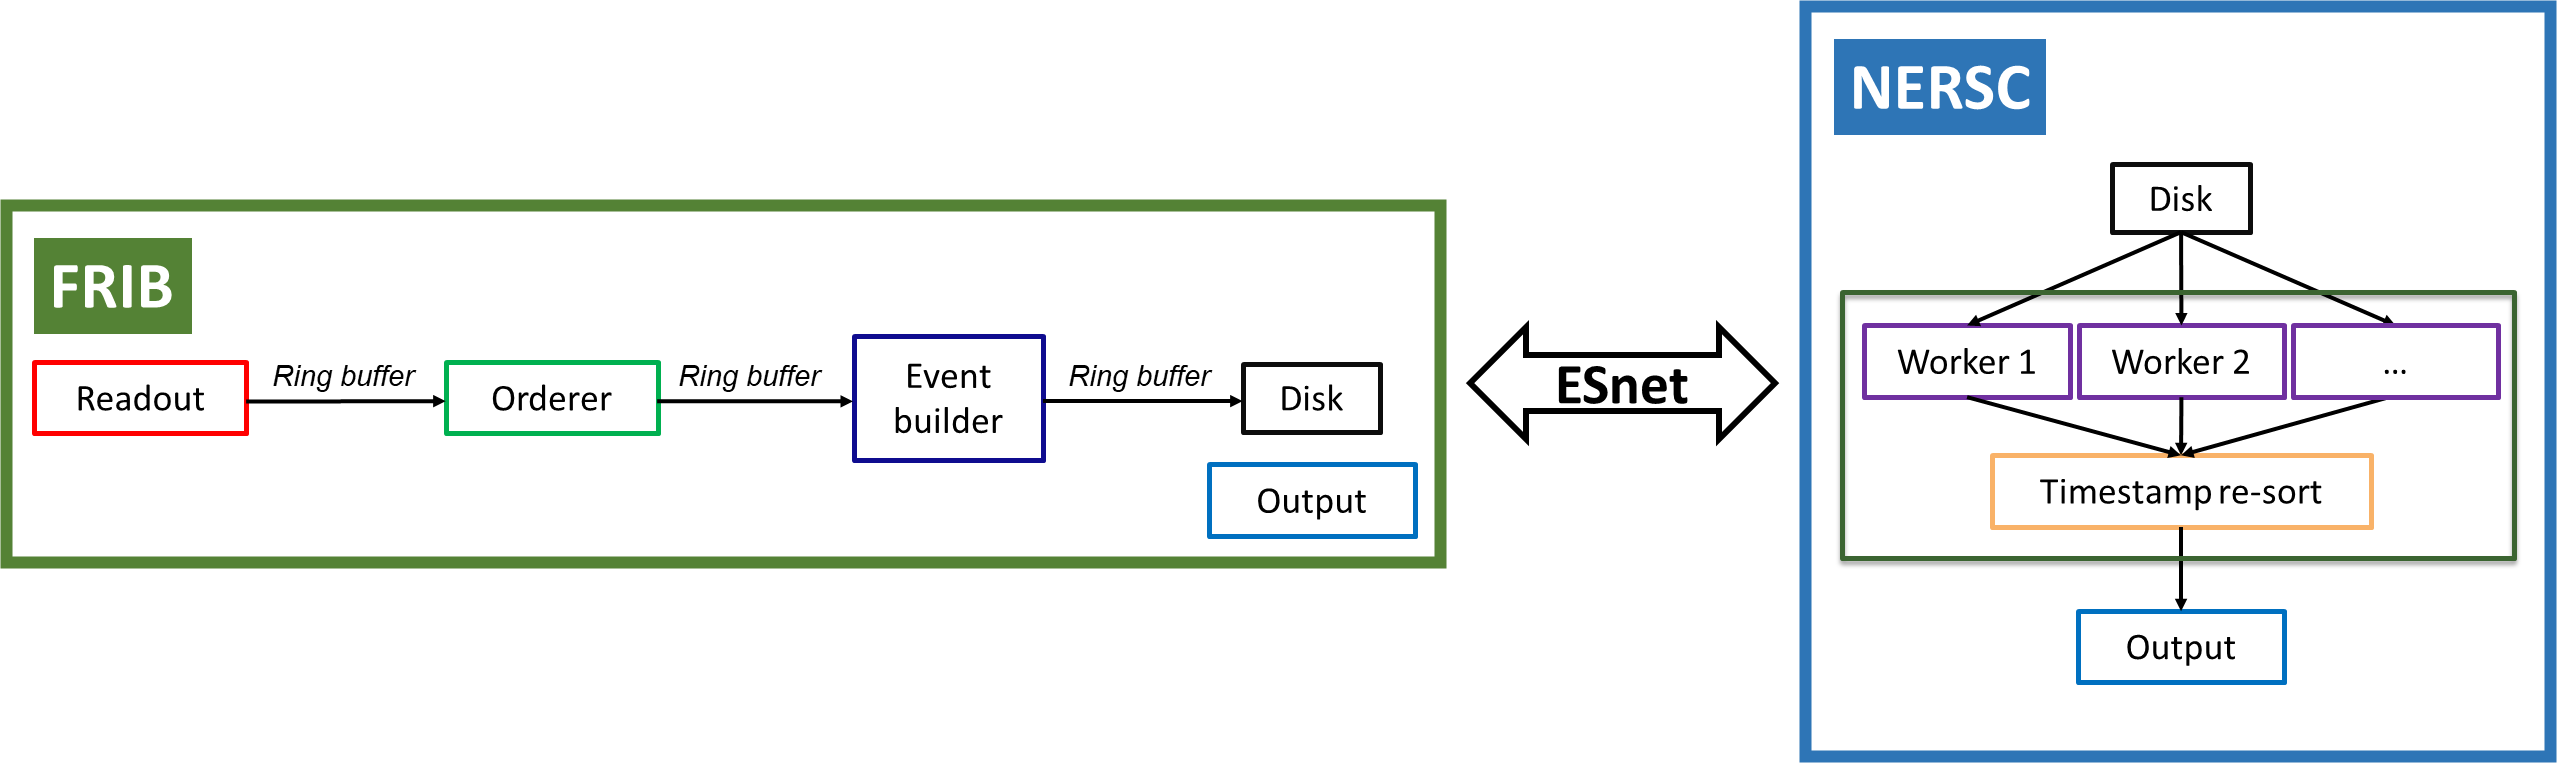 FRIB
Readout
Ring buffer
Orderer
Ring buffer
Event
builder
Ring buffer
Disk
Output
ESnet
NERSC
Disk
Worker 1
Worker 2
...
Timestamp re-sort
Output